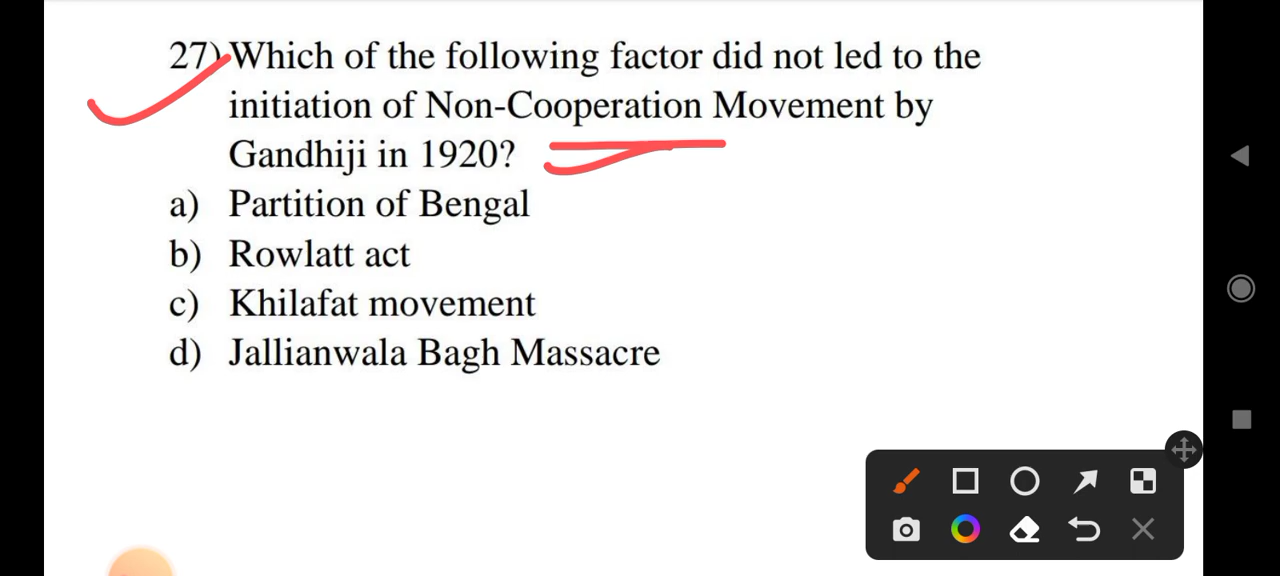 27) Which of the following factor did not led to the
initiation of Non-Cooperation Movement by
Gandhiji in 1920?
a) Partition of Bengal
b) Rowlatt act
c) Khilafat movement
d) Jallianwala Bagh Massacre